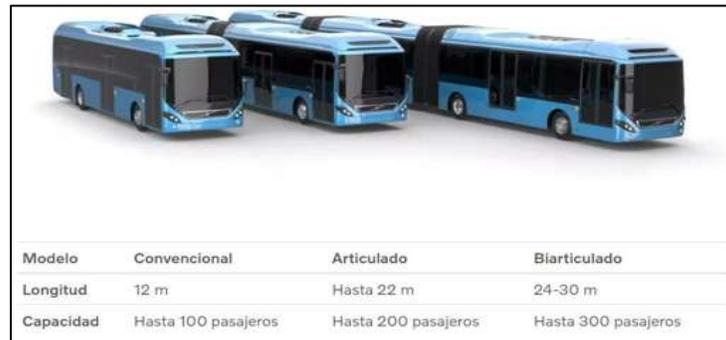 Modelo Convencional Articulado Biarticulado
Longitud 12 m Hasta 22 m 24-30 m
Capacidad Hasta 100 pasajeros Hasta 200 pasajeros Hasta 300 pasajeros